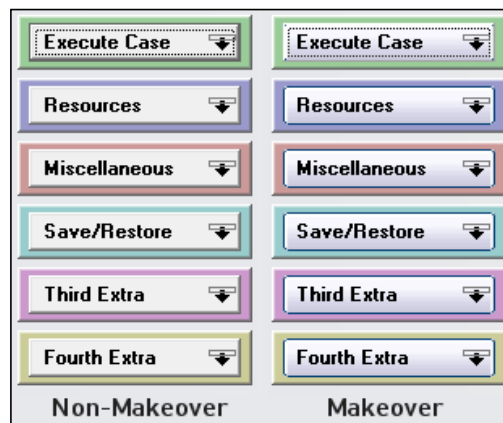 Execute Case Execute Case
Resources Resources
Miscellaneous Miscellaneous
Save/Restore Save/Restore
Third Extra Third Extra
Fourth Extra Fourth Extra
Non-Makeover Makeover